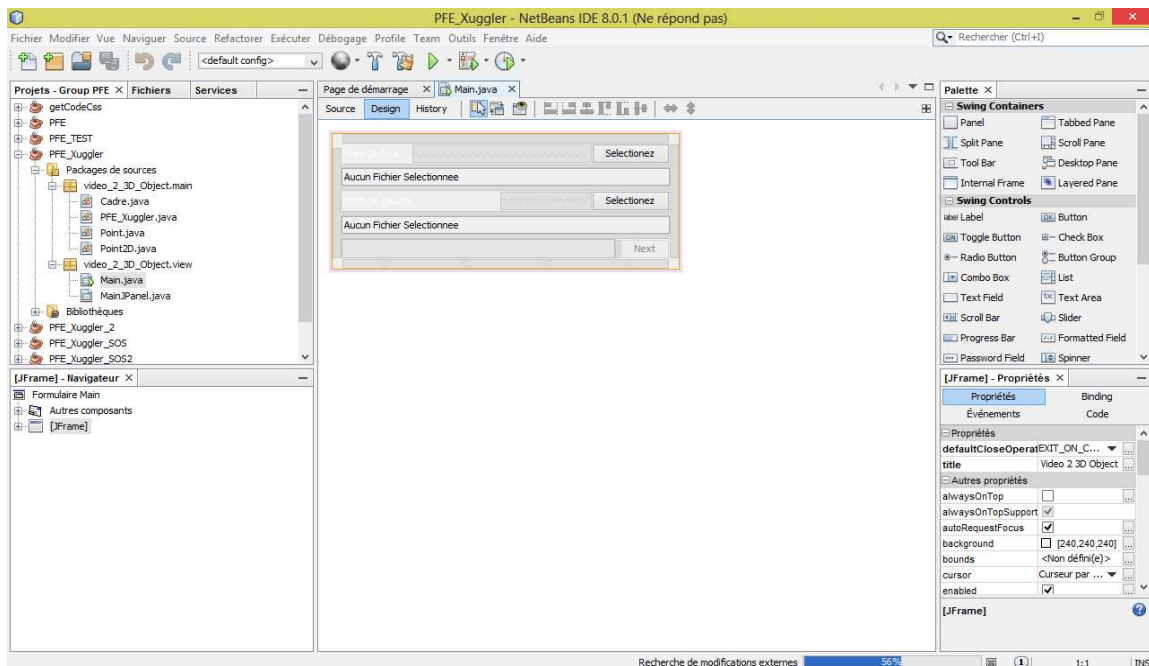 PFE_Xuggler - NetBeans IDE 8.0.1 (Ne répond pas)
Fichier Modifier Vue Naviguer Source Refactorer Exécuter Débogage Profile Team Outils Fenêtre Aide
Rechercher (Ctrl+I)
<default config>
Projets - Group PFE Fichiers Services
getCodeCss
PFE
PFE_TEST
PFE_Xuggler
Packages de sources
video_2_3D_Object.main
Cadre.java
PFE_Xuggler.java
Point.java
Point2D.java
video_2_3D_Object.view
Main.java
MainJPanel.java
Bibliothèques
PFE_Xuggler_2
PFE_Xuggler_SOS
PFE_Xuggler_SOS2
[JFrame] - Navigateur
Formulaire Main
Autres composants
[JFrame]
Page de démarrage Main.java
Source Design History
Selectionez
Aucun Fichier Selectionnee
Selectionez
Aucun Fichier Selectionnee
Next
Palette
Swing Containers
Panel Tabbed Pane
Split Pane Scroll Pane
Tool Bar Desktop Pane
Internal Frame Layered Pane
Swing Controls
label Label OK Button
ON Toggle Button Check Box
Radio Button Button Group
Combo Box List
Text Field Text Area
Scroll Bar Slider
Progress Bar Formatted Field
Password Field Spinner
[JFrame] - Propriétés
Propriétés Binding
Événements Code
Propriétés
defaultCloseOperat EXIT_ON_C...
title Video 2 3D Object
Autres propriétés
alwaysOnTop
alwaysOnTopSupport
autoRequestFocus
background [240,240,240]
bounds <Non défini(e)>
cursor Curseur par ...
enabled
[JFrame]
Recherche de modifications externes 56% 1 1:1 INS